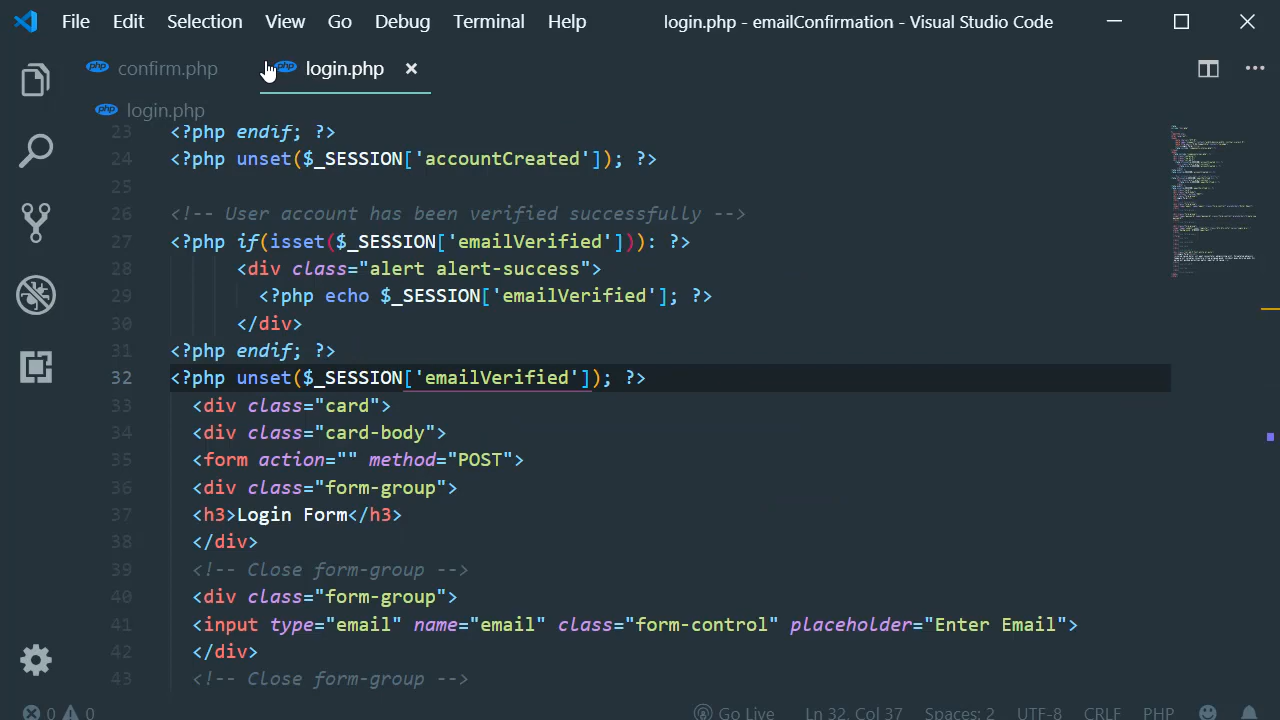 File Edit Selection View Go Debug Terminal Help login.php - emailConfirmation - Visual Studio Code
php confirm.php php login.php
php login.php
23 <?php endif; ?>
24 <?php unset($_SESSION['accountCreated']); ?>
25
26 <!-- User account has been verified successfully -->
27 <?php if(isset($_SESSION['emailVerified'])): ?>
28 <div class="alert alert-success">
29 <?php echo $_SESSION['emailVerified']; ?>
30 </div>
31 <?php endif; ?>
32 <?php unset($_SESSION['emailVerified']); ?>
33 <div class="card">
34 <div class="card-body">
35 <form action="" method="POST">
36 <div class="form-group">
37 <h3>Login Form</h3>
38 </div>
39 <!-- Close form-group -->
40 <div class="form-group">
41 <input type="email" name="email" class="form-control" placeholder="Enter Email">
42 </div>
43 <!-- Close form-group -->
0 0 Go Live Ln 32, Col 37 Spaces: 2 UTF-8 CRLF PHP